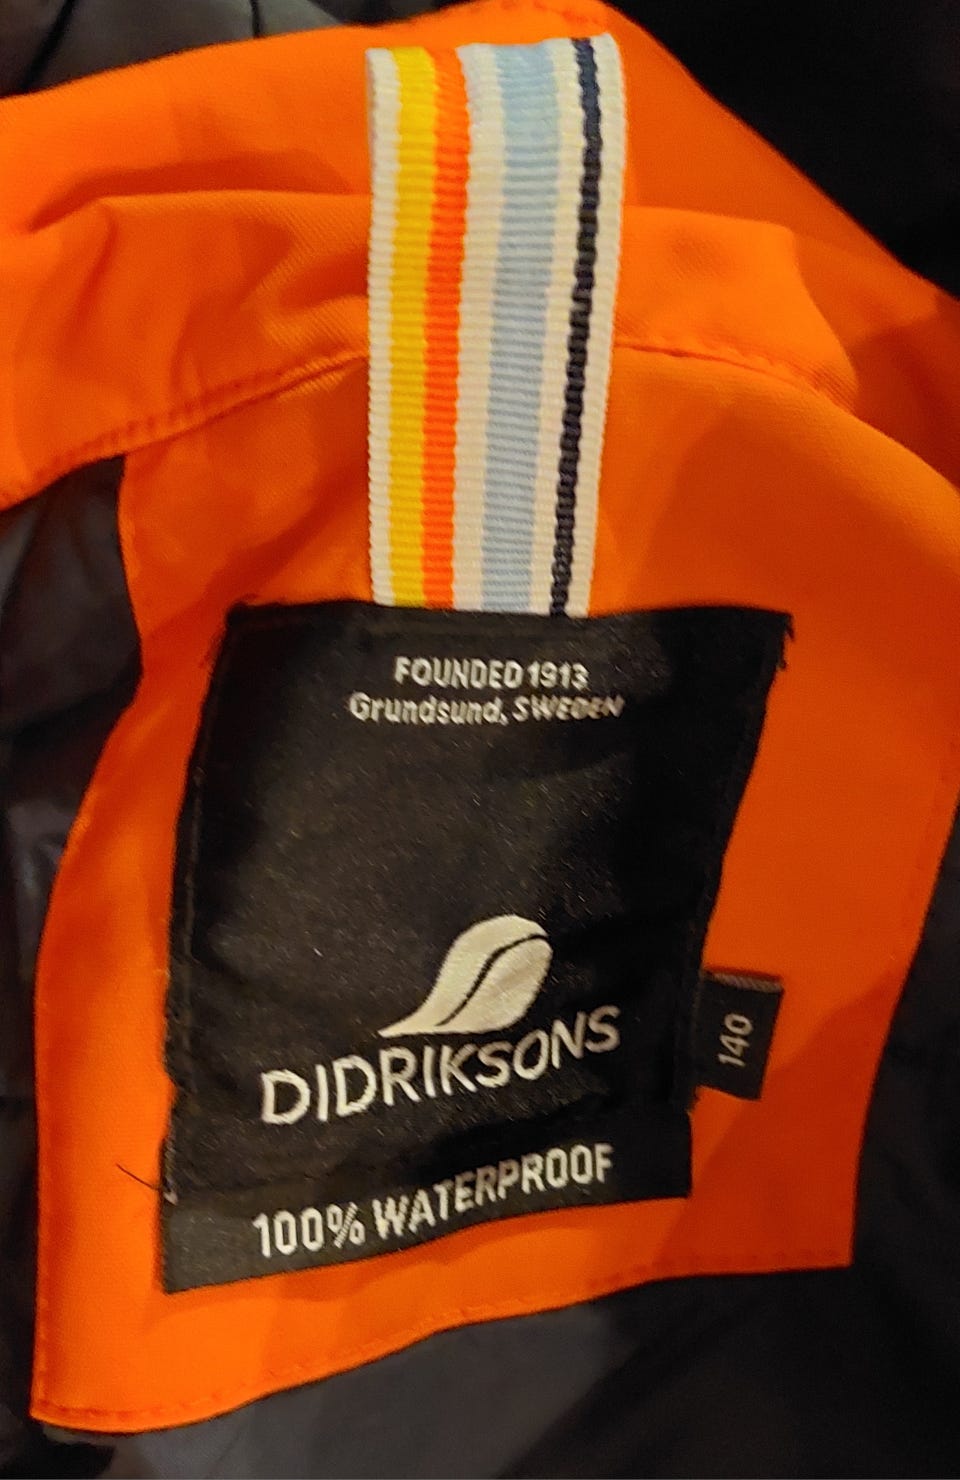 FOUNDED 1913
Grundsund, SWEDEN
DIDRIKSONS
140
100% WATERPROOF